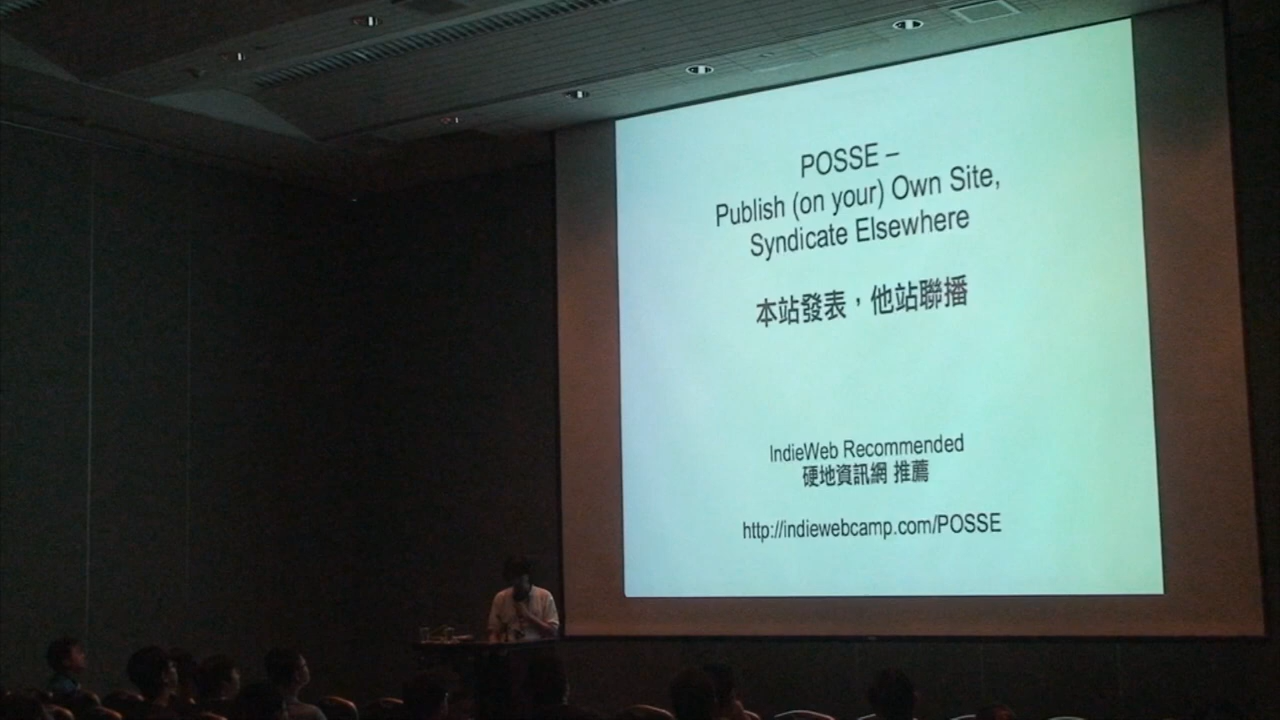 POSSE –
Publish (on your) Own Site,
Syndicate Elsewhere
本站發表，他站聯播
IndieWeb Recommended
硬地資訊網 推薦
http://indiewebcamp.com/POSSE